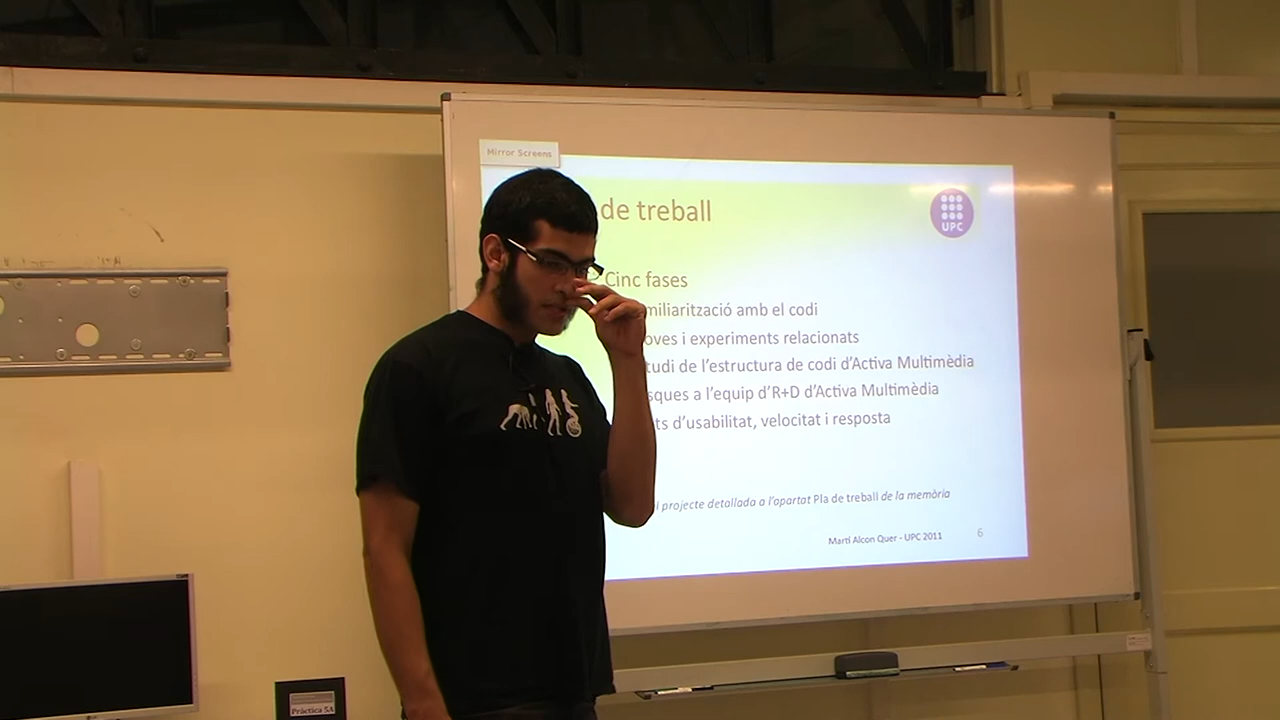 Mirror Screens
de treball
UPC
Cinc fases
miliarització amb el codi
oves i experiments relacionats
tudi de l'estructura de codi d'Activa Multimèdia
sques a l'equip d'R+D d'Activa Multimèdia
ts d'usabilitat, velocitat i resposta
l projecte detallada a l'apartat Pla de treball de la memòria
Martí Alcon Quer - UPC 2011
6
Pràctica 5A